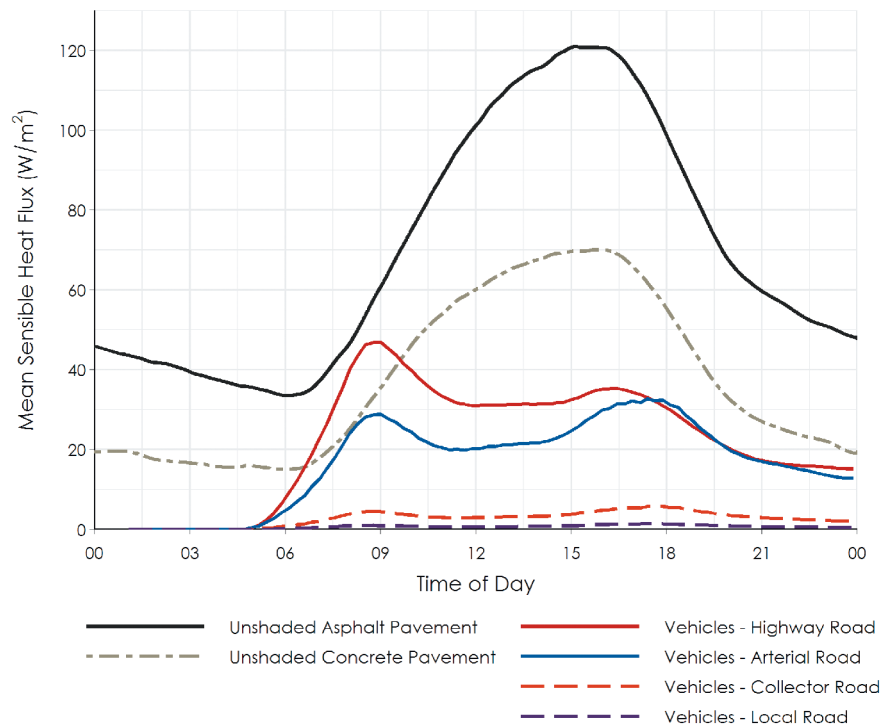 Mean Sensible Heat Flux (W/m²)
120
100
80
60
40
20
0
00 03 06 09 12 15 18 21 00
Time of Day
Unshaded Asphalt Pavement
Unshaded Concrete Pavement
Vehicles - Highway Road
Vehicles - Arterial Road
Vehicles - Collector Road
Vehicles - Local Road